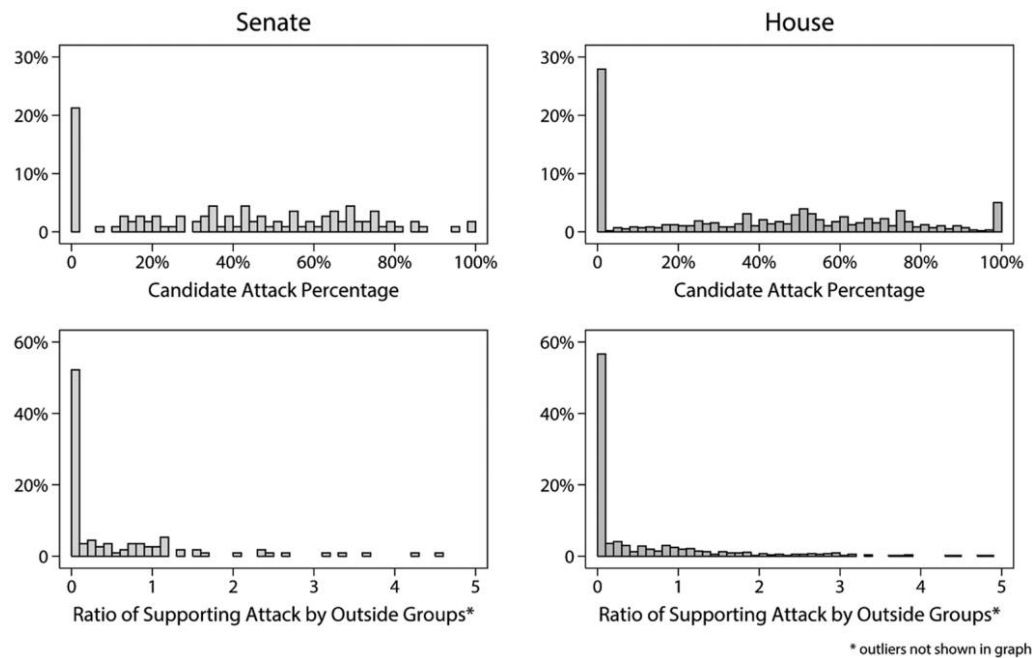 Senate
House
30%
20%
10%
0
0 20% 40% 60% 80% 100%
Candidate Attack Percentage
30%
20%
10%
0
0 20% 40% 60% 80% 100%
Candidate Attack Percentage
60%
40%
20%
0
0 1 2 3 4 5
Ratio of Supporting Attack by Outside Groups*
60%
40%
20%
0
0 1 2 3 4 5
Ratio of Supporting Attack by Outside Groups*
* outliers not shown in graph